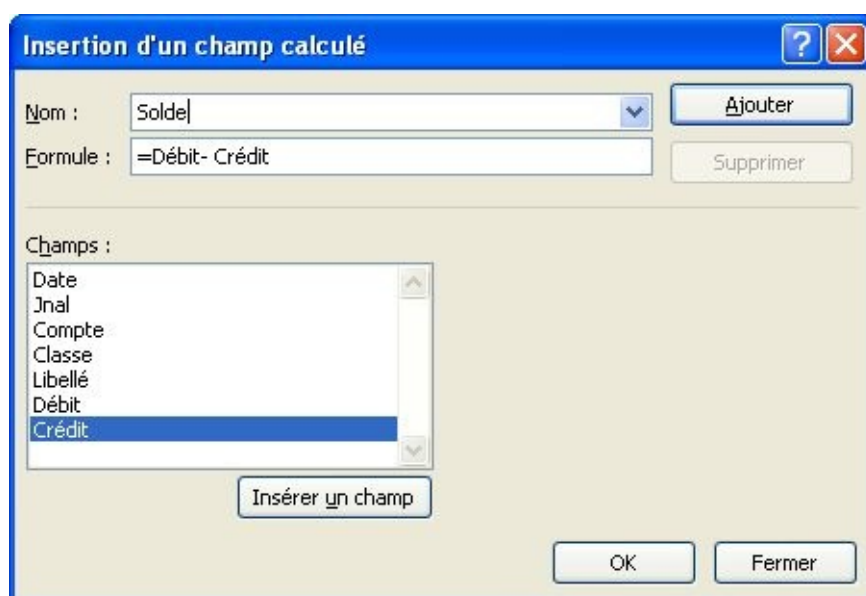 Insertion d'un champ calculé
Nom : Solde Ajouter
Formule : =Débit- Crédit Supprimer
Champs :
Date
Jnal
Compte
Classe
Libellé
Débit
Crédit
Insérer un champ
OK Fermer